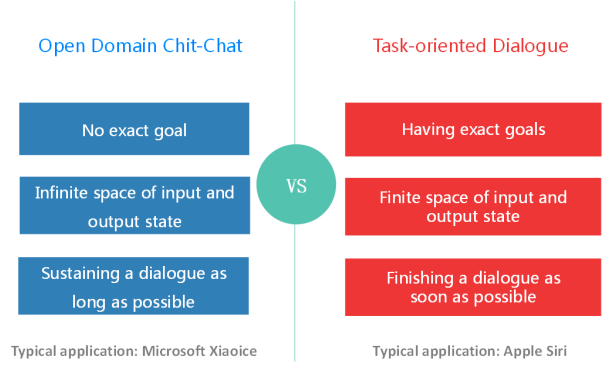 Open Domain Chit-Chat
No exact goal
Infinite space of input and
output state
Sustaining a dialogue as
long as possible
Typical application: Microsoft Xiaoice
VS
Task-oriented Dialogue
Having exact goals
Finite space of input and
output state
Finishing a dialogue as
soon as possible
Typical application: Apple Siri